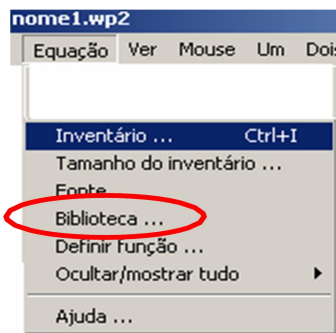 nome1.wp2
Equação Ver Mouse Um Dois
Inventário ... Ctrl+I
Tamanho do inventário ...
Fonte ...
Biblioteca ...
Definir função ...
Ocultar/mostrar tudo
Ajuda ...